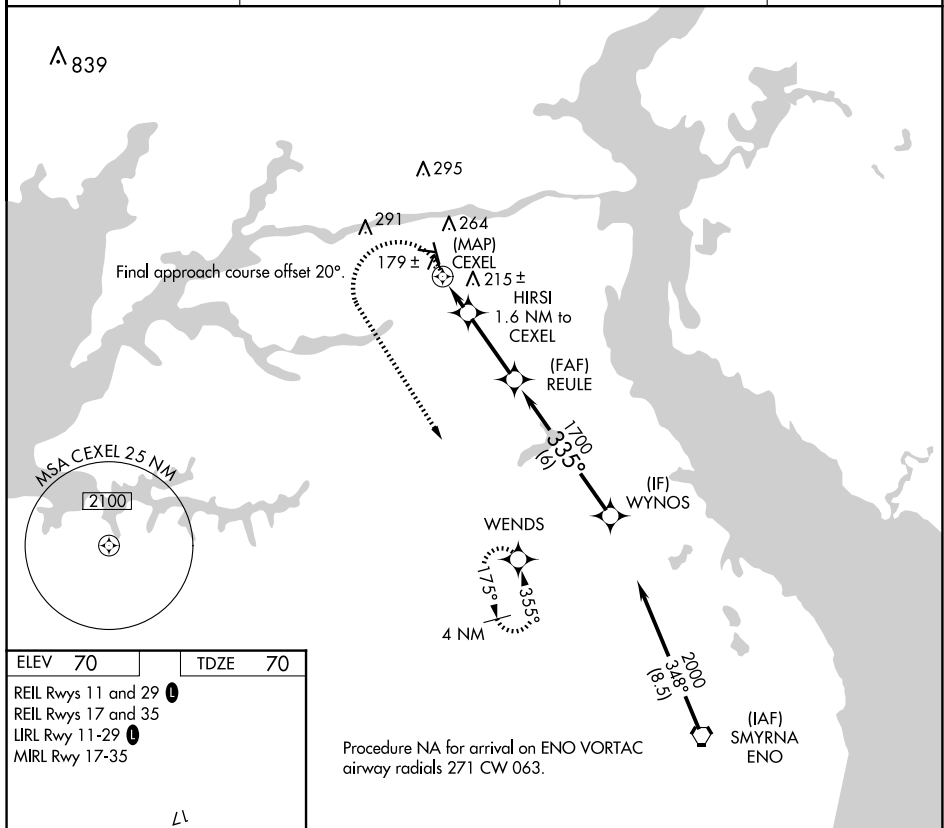 839
295
291
264
(MAP)
CEXEL
179 ±
215 ±
Final approach course offset 20°.
HIRSI
1.6 NM to
CEXEL
(FAF)
REULE
1700
335°
(6)
(IF)
WYNOS
MSA CEXEL 25 NM
2100
WENDS
175°
355°
4 NM
2000
348°
(8.5)
(IAF)
SMYRNA
ENO
ELEV 70
TDZE 70
REIL Rwys 11 and 29 L
REIL Rwys 17 and 35
LIRL Rwy 11-29 L
MIRL Rwy 17-35
17
Procedure NA for arrival on ENO VORTAC
airway radials 271 CW 063.